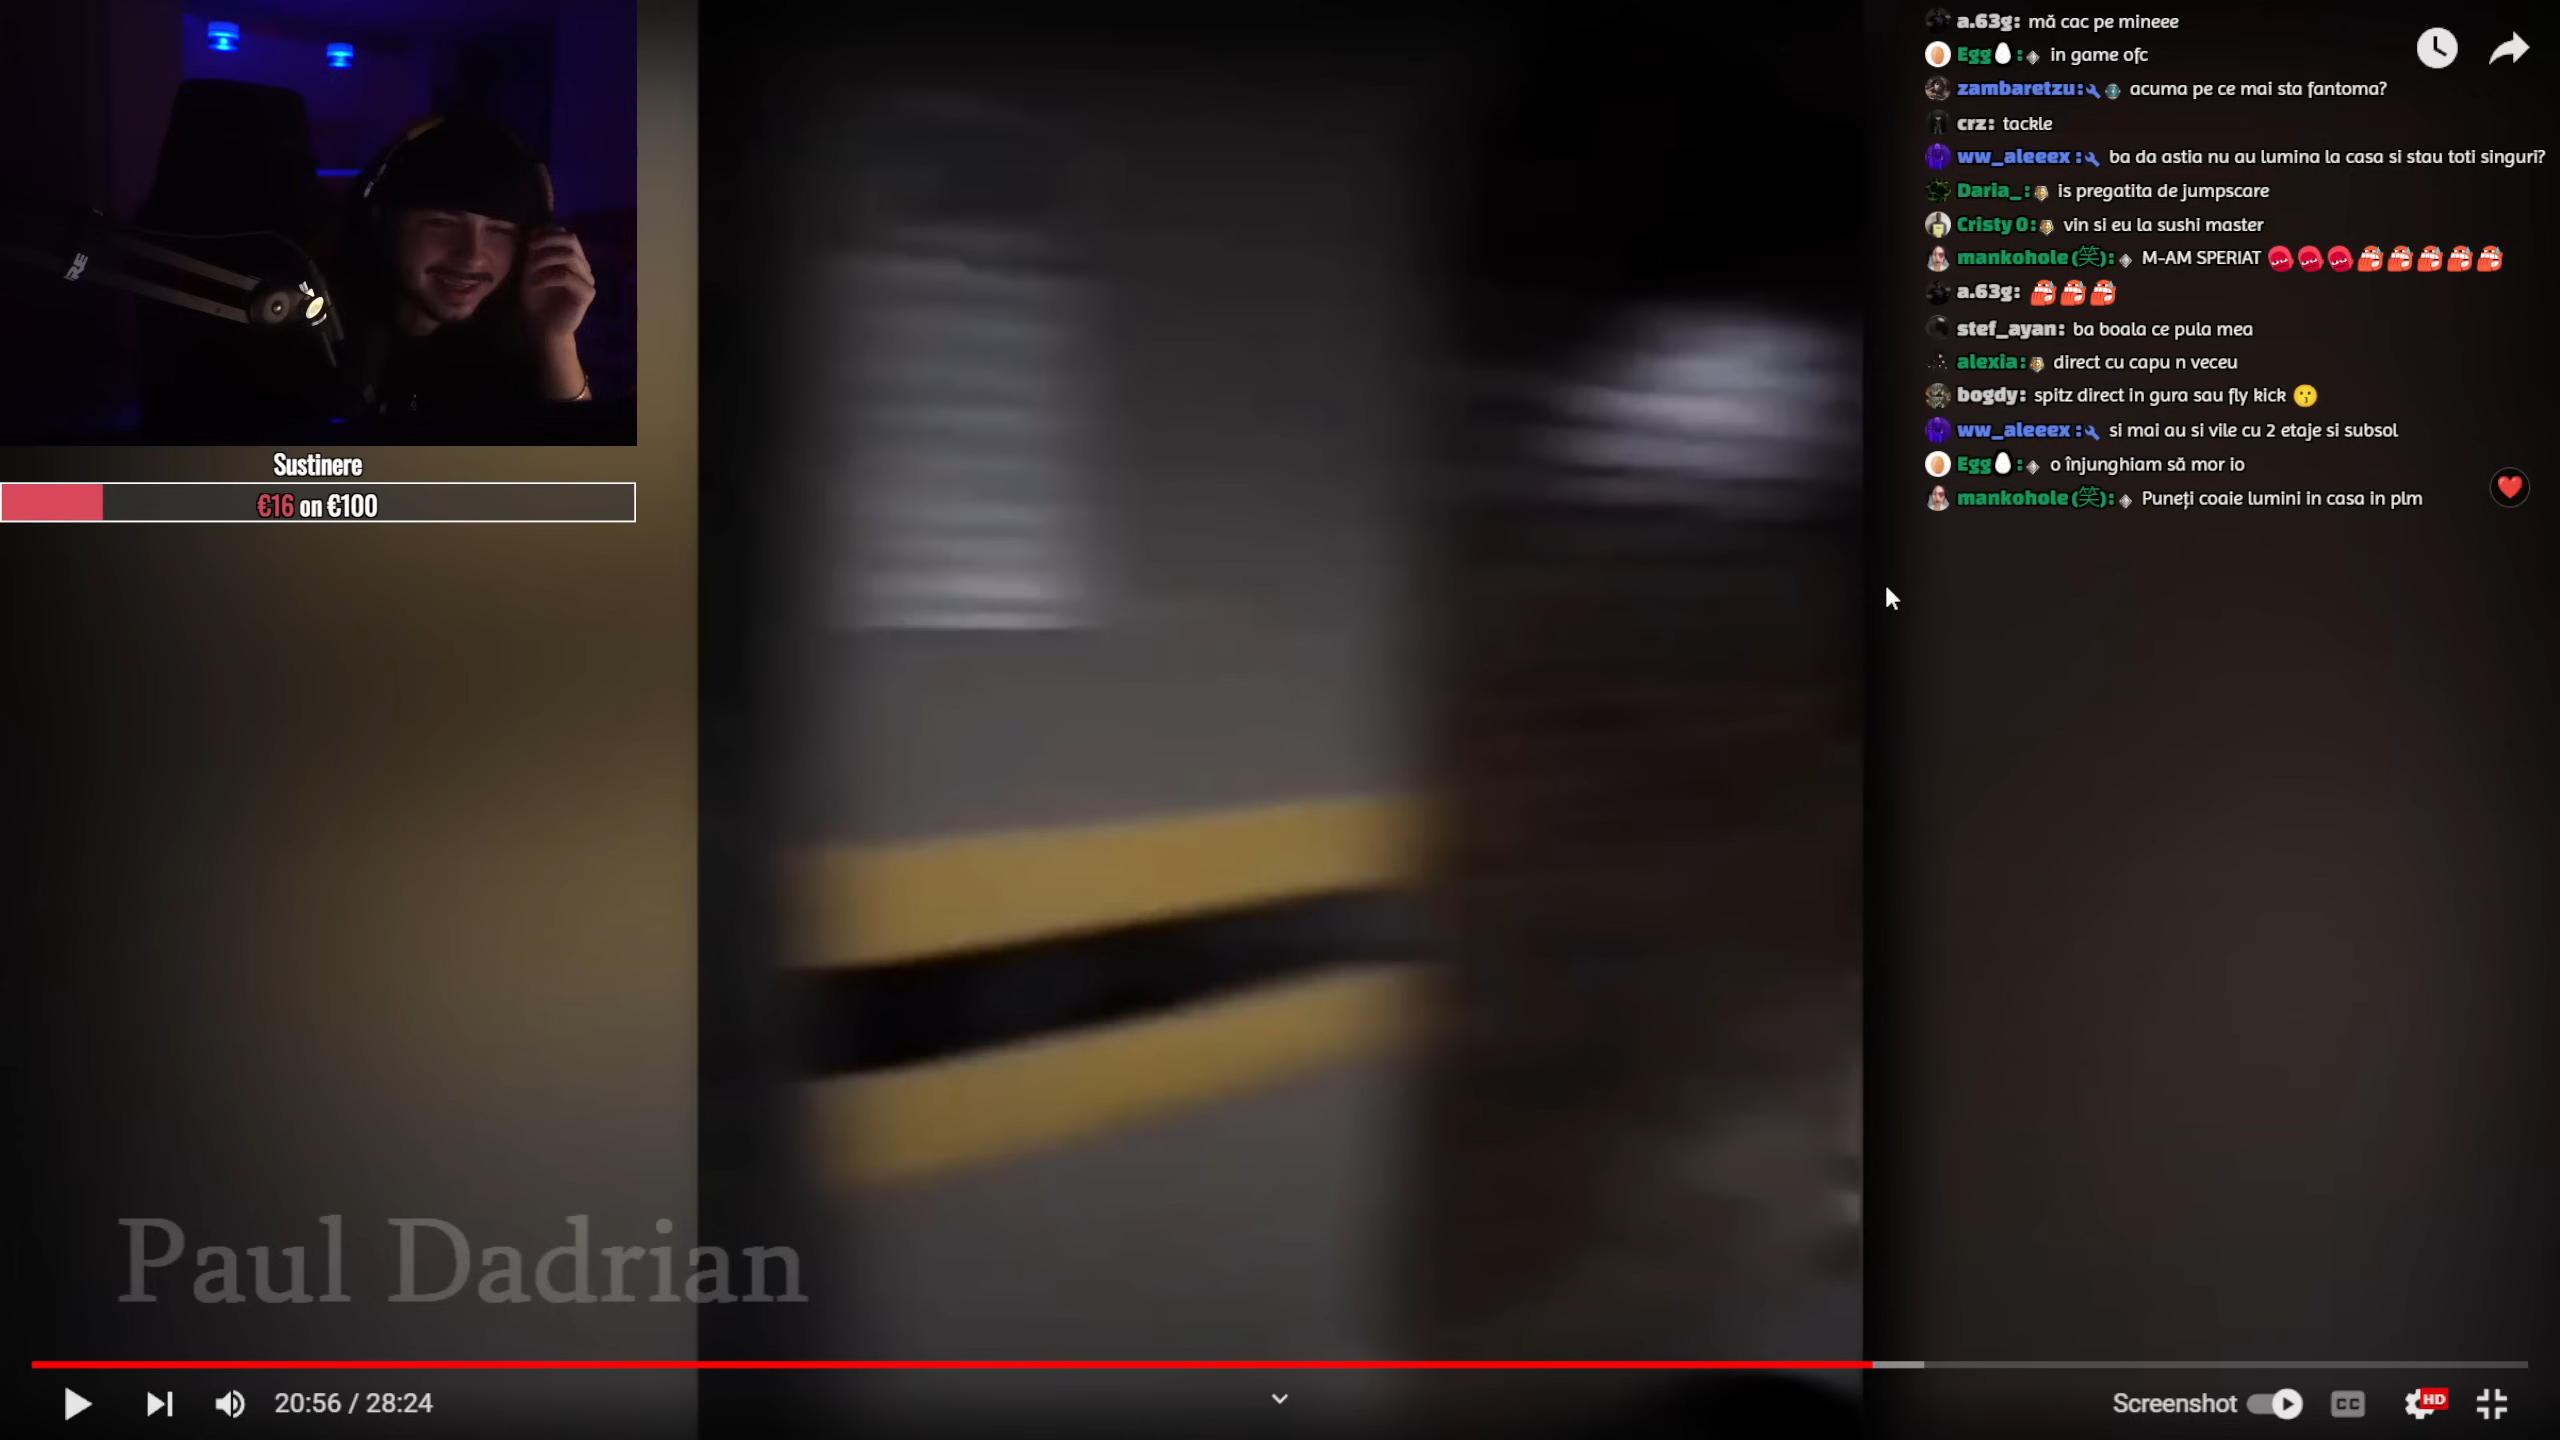 RE
Sustinere
€16 on €100
a.63g: mă cac pe mineee
Egg🥚: in game ofc
zambaretzu: acuma pe ce mai sta fantoma?
crz: tackle
ww_aleeex : ba da astia nu au lumina la casa si stau toti singuri?
Daria_: is pregatita de jumpscare
Cristy O: vin si eu la sushi master
mankohole (笑): M-AM SPERIAT
a.63g:
stef_ayan: ba boala ce pula mea
alexia: direct cu capu n veceu
bogdy: spitz direct in gura sau fly kick 😗
ww_aleeex : si mai au si vile cu 2 etaje si subsol
Egg🥚: o înjunghiam să mor io
mankohole (笑): Puneți coaie lumini in casa in plm
Paul Dadrian
20:56 / 28:24
Screenshot
CC
HD